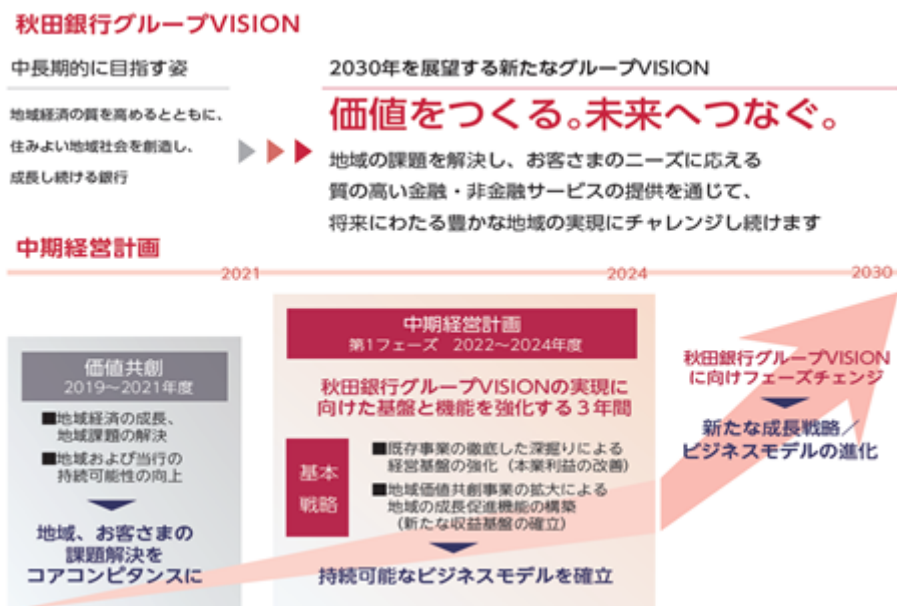 秋田銀行グループVISION
中長期的に目指す姿
地域経済の質を高めるとともに、
住みよい地域社会を創造し、
成長し続ける銀行
2030年を展望する新たなグループVISION
価値をつくる。未来へつなぐ。
地域の課題を解決し、お客さまのニーズに応える
質の高い金融・非金融サービスの提供を通じて、
将来にわたる豊かな地域の実現にチャレンジし続けます
中期経営計画
2021
2024
2030
価値共創
2019~2021年度
■地域経済の成長、
地域課題の解決
■地域および当行の
持続可能性の向上
地域、お客さまの
課題解決を
コアコンピタンスに
中期経営計画
第1フェーズ 2022~2024年度
秋田銀行グループVISIONの実現に
向けた基盤と機能を強化する3年間
基本
戦略
■既存事業の徹底した深掘りによる
経営基盤の強化(本業利益の改善)
■地域価値共創事業の拡大による
地域の成長促進機能の構築
(新たな収益基盤の確立)
持続可能なビジネスモデルを確立
秋田銀行グループVISION
に向けフェーズチェンジ
新たな成長戦略/
ビジネスモデルの進化